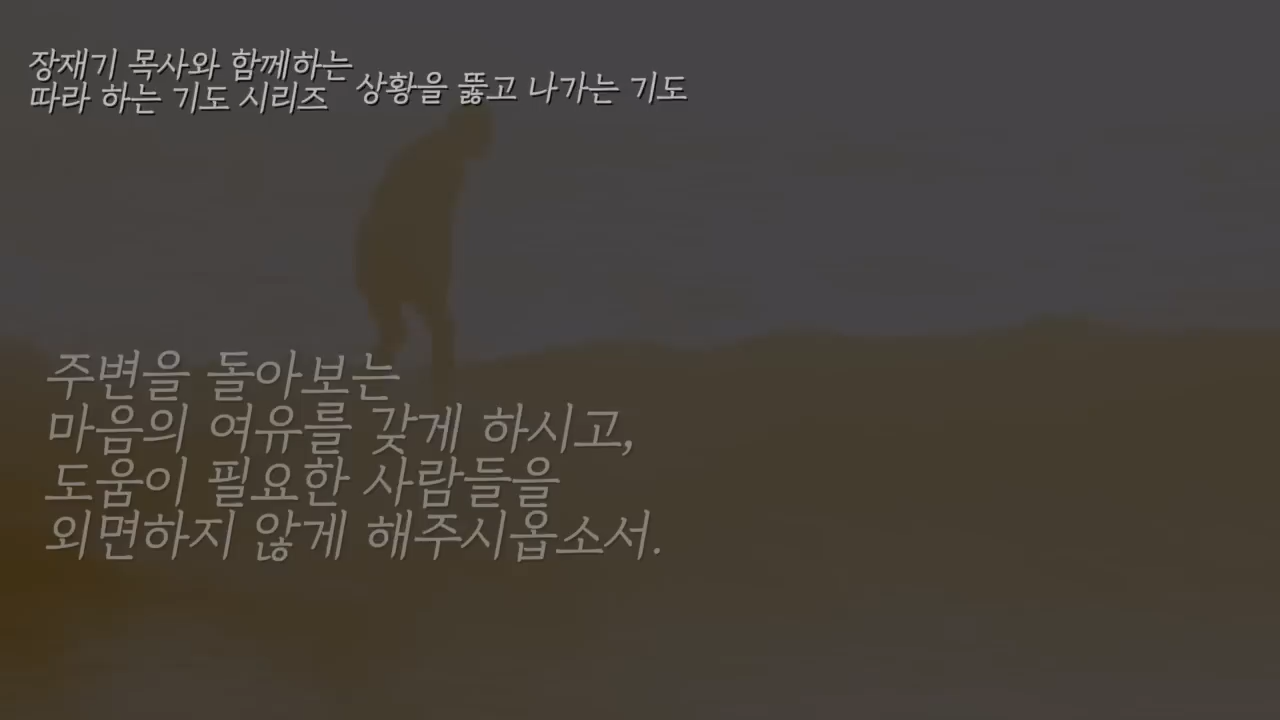 장재기 목사와 함께하는
따라 하는 기도 시리즈
상황을 뚫고 나가는 기도
주변을 돌아보는
마음의 여유를 갖게 하시고,
도움이 필요한 사람들을
외면하지 않게 해주시옵소서.